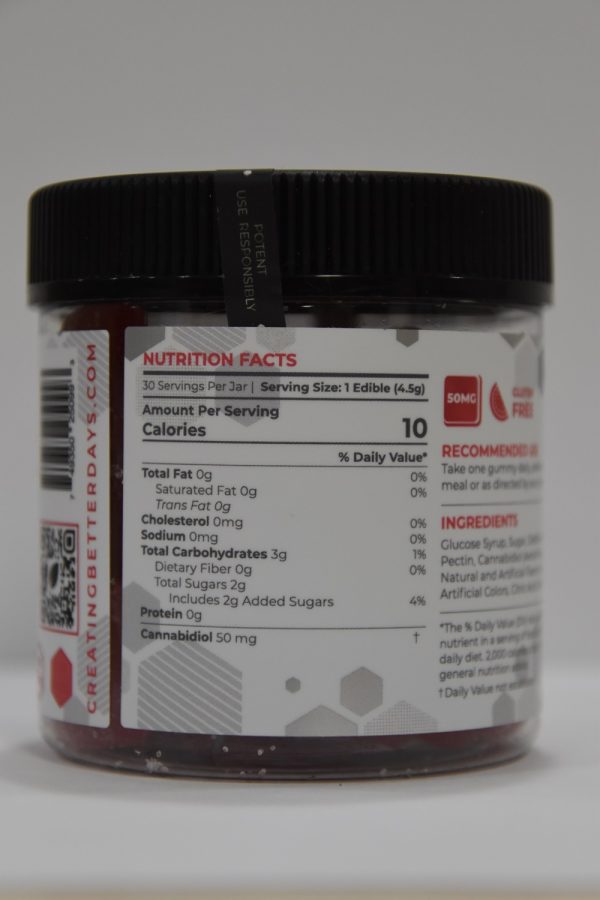 POTENT
USE RESPONSIBLY
CREATINGBETTERDAYS.COM
NUTRITION FACTS
30 Servings Per Jar | Serving Size: 1 Edible (4.5g)
Amount Per Serving
Calories 10
% Daily Value*
Total Fat 0g 0%
Saturated Fat 0g 0%
Trans Fat 0g
Cholesterol 0mg 0%
Sodium 0mg 0%
Total Carbohydrates 3g 1%
Dietary Fiber 0g 0%
Total Sugars 2g
Includes 2g Added Sugars 4%
Protein 0g
Cannabidiol 50 mg †
50MG
GLUTEN
FREE
RECOMMENDED
Take one gummy daily
meal or as directed by
INGREDIENTS
Glucose Syrup, Sugar,
Pectin, Cannabidiol
Natural and Artificial
Artificial Colors, Citric
*The % Daily Value
nutrient in a serving of
daily diet. 2,000
general nutrition
† Daily Value not